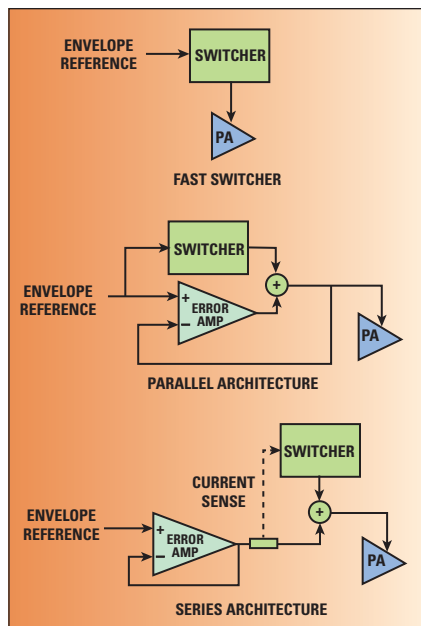 ENVELOPE
REFERENCE
SWITCHER
PA
FAST SWITCHER
SWITCHER
ENVELOPE
REFERENCE
+
ERROR
AMP
−
+
PA
PARALLEL ARCHITECTURE
SWITCHER
CURRENT
SENSE
ENVELOPE
REFERENCE
+
ERROR
AMP
−
+
PA
SERIES ARCHITECTURE